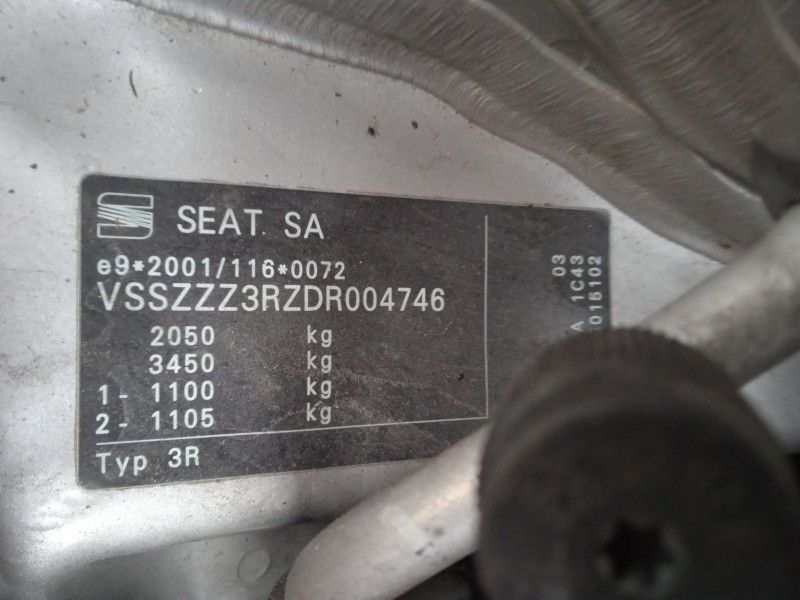 SEAT SA
e9*2001/116*0072
VSSZZZ3RZDR004746
2050 kg
3450 kg
1- 1100 kg
2- 1105 kg
Typ 3R
03
A 1C43
015102